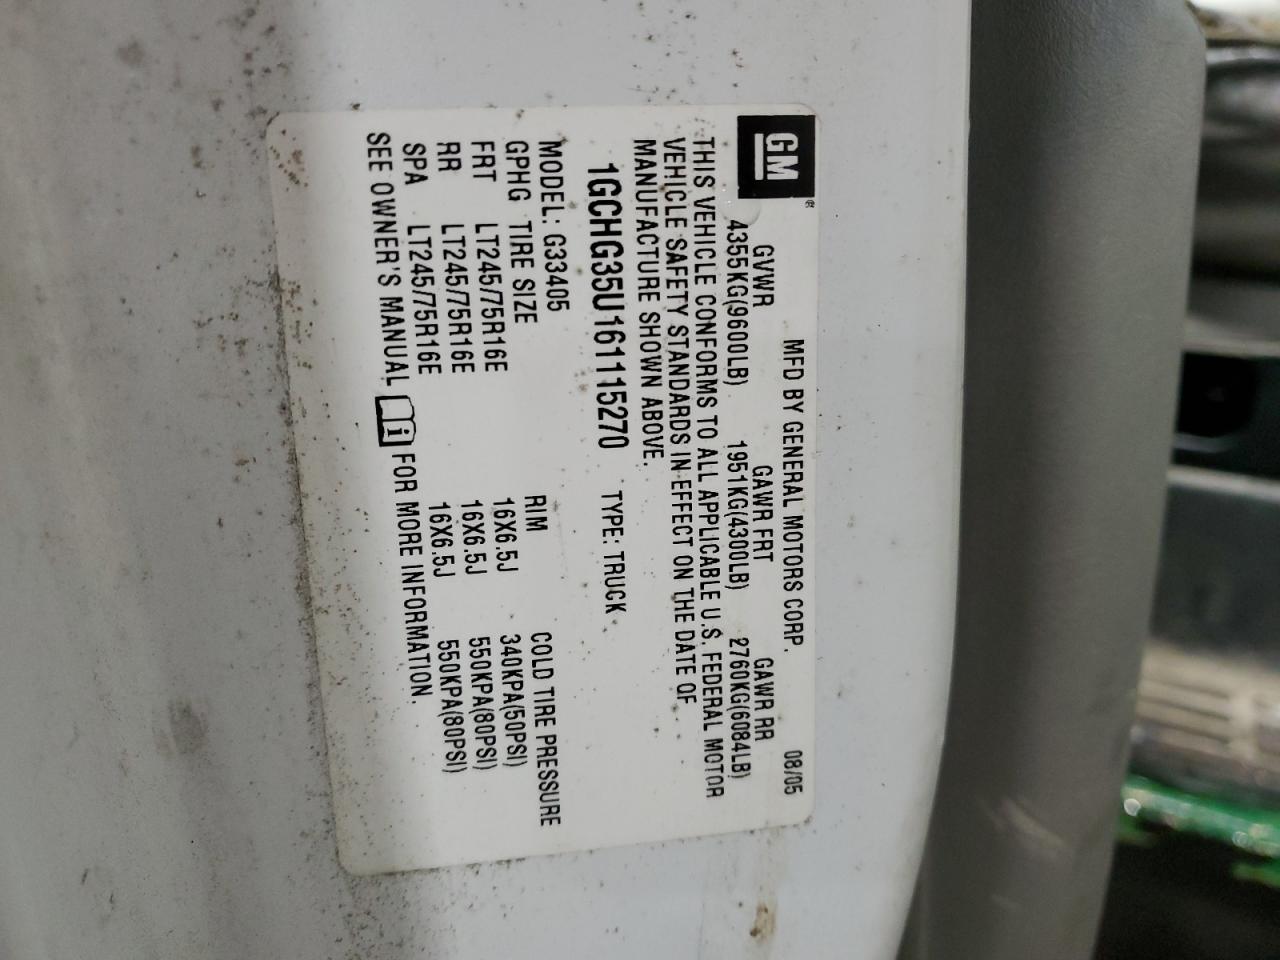 GM
MFD BY GENERAL MOTORS CORP. 08/05
GVWR GAWR FRT GAWR RR
4355KG(9600LB) 1951KG(4300LB) 2760KG(6084LB)
THIS VEHICLE CONFORMS TO ALL APPLICABLE U.S. FEDERAL MOTOR
VEHICLE SAFETY STANDARDS IN EFFECT ON THE DATE OF
MANUFACTURE SHOWN ABOVE.
1GCHG35U161115270 TYPE: TRUCK
MODEL: G33405
GPHG TIRE SIZE RIM COLD TIRE PRESSURE
FRT LT245/75R16E 16X6.5J 340KPA(50PSI)
RR LT245/75R16E 16X6.5J 550KPA(80PSI)
SPA LT245/75R16E 16X6.5J 550KPA(80PSI)
SEE OWNER'S MANUAL i FOR MORE INFORMATION.